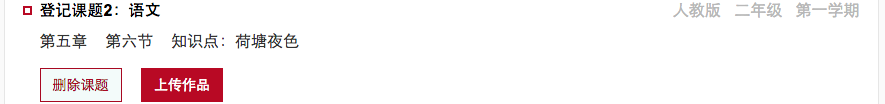 登记课题2：语文 人教版 二年级 第一学期
第五章 第六节 知识点：荷塘夜色
删除课题 上传作品